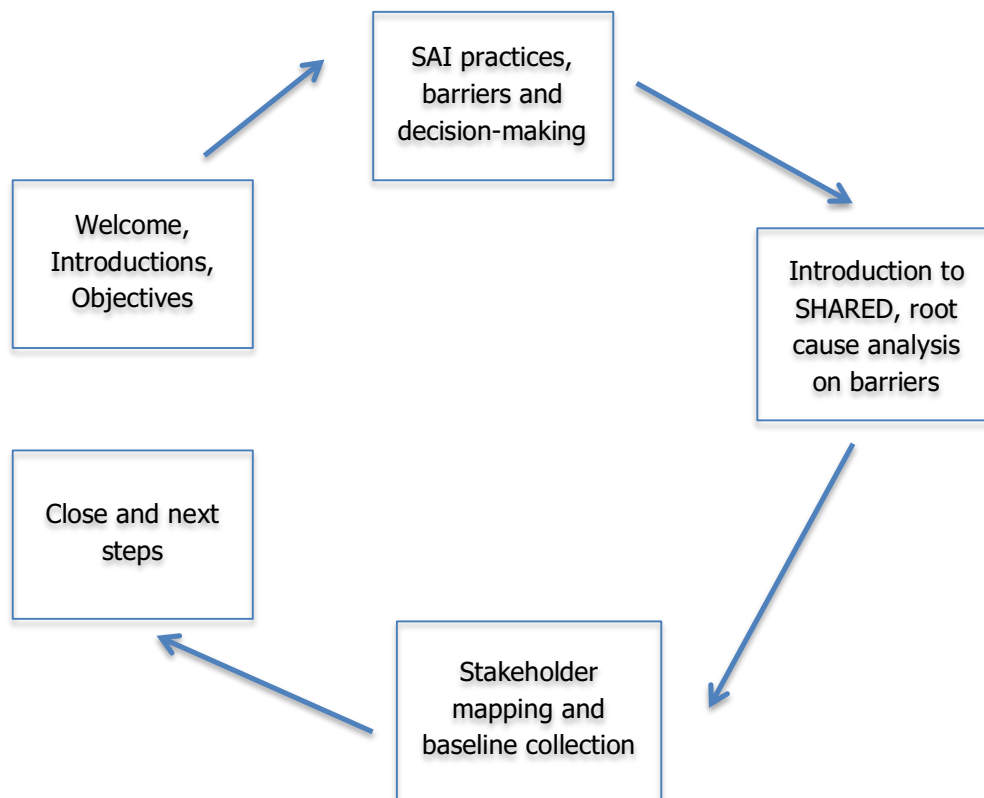 SAI practices,
barriers and
decision-making
Welcome,
Introductions,
Objectives
Introduction to
SHARED, root
cause analysis
on barriers
Close and next
steps
Stakeholder
mapping and
baseline collection